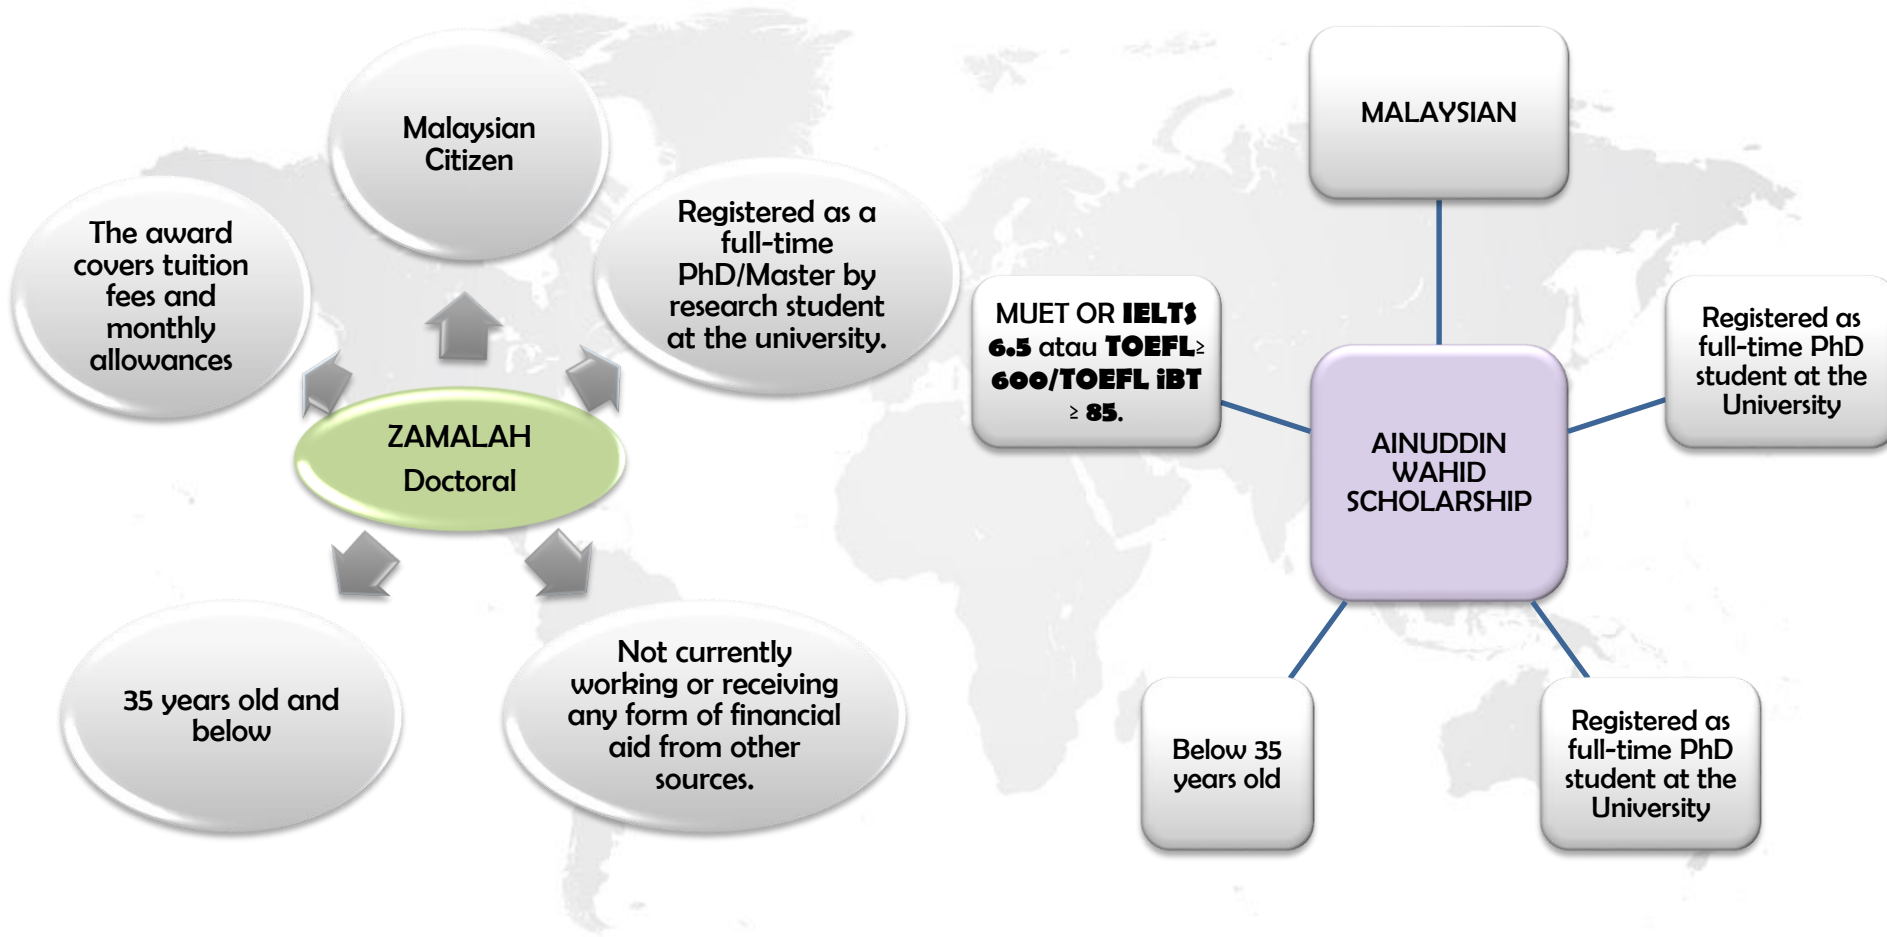 Malaysian
Citizen
The award
covers tuition
fees and
monthly
allowances
Registered as a
full-time
PhD/Master by
research student
at the university.
ZAMALAH
Doctoral
35 years old and
below
Not currently
working or receiving
any form of financial
aid from other
sources.
MALAYSIAN
MUET OR IELTS
6.5 atau TOEFL≥
600/TOEFL iBT
≥ 85.
Registered as
full-time PhD
student at the
University
AINUDDIN
WAHID
SCHOLARSHIP
Below 35
years old
Registered as
full-time PhD
student at the
University